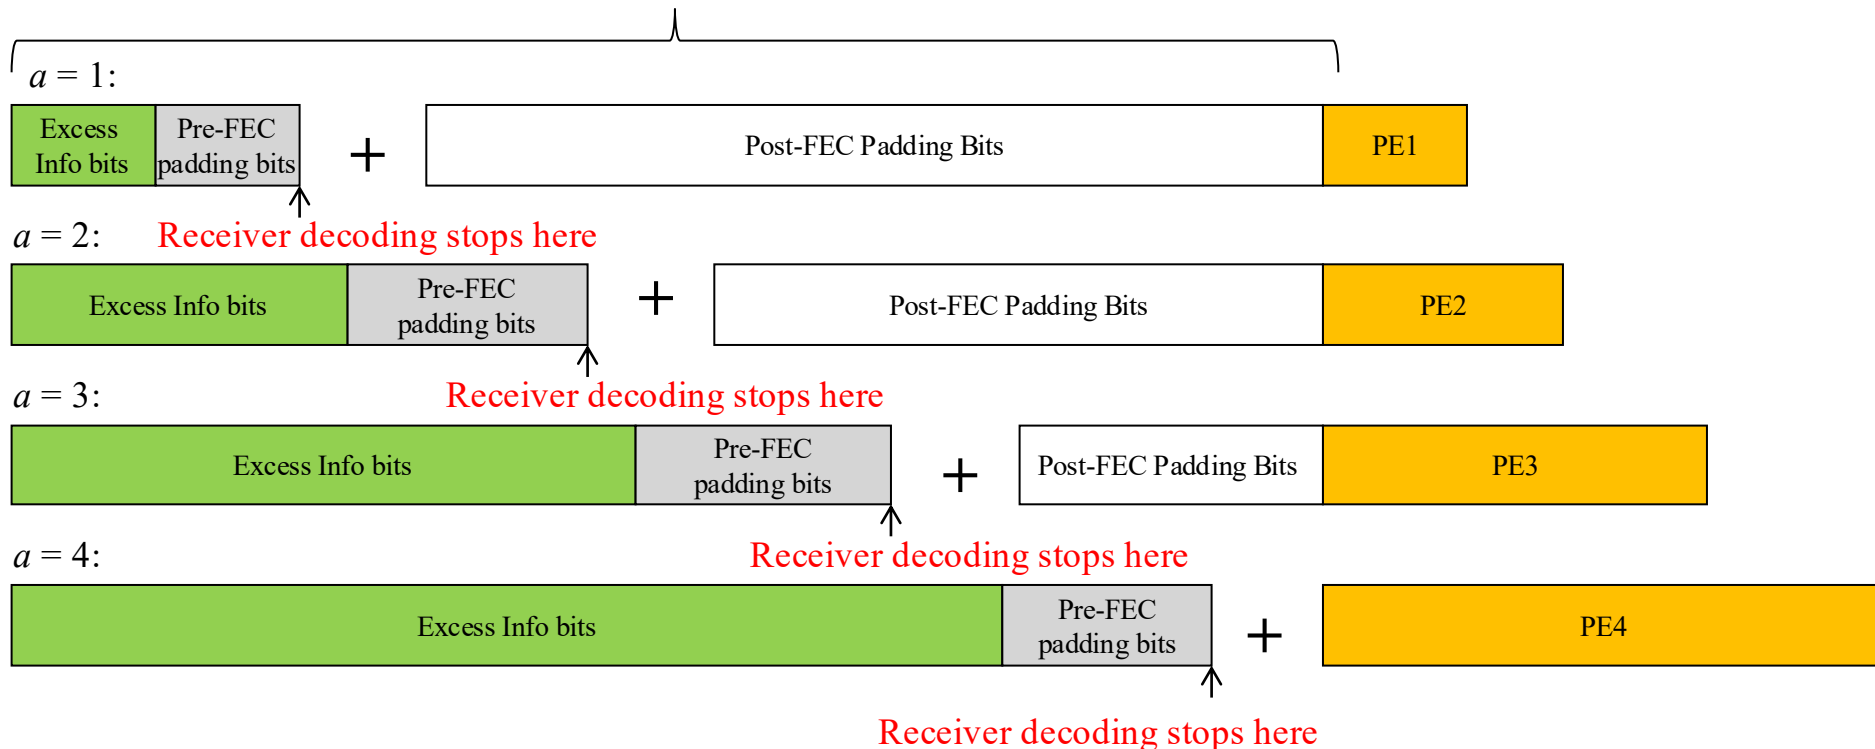 a = 1:
Excess
Info bits
Pre-FEC
padding bits
+
Post-FEC Padding Bits
PE1
Receiver decoding stops here
a = 2:
Excess Info bits
Pre-FEC
padding bits
+
Post-FEC Padding Bits
PE2
Receiver decoding stops here
a = 3:
Excess Info bits
Pre-FEC
padding bits
+
Post-FEC Padding Bits
PE3
Receiver decoding stops here
a = 4:
Excess Info bits
Pre-FEC
padding bits
+
PE4
Receiver decoding stops here